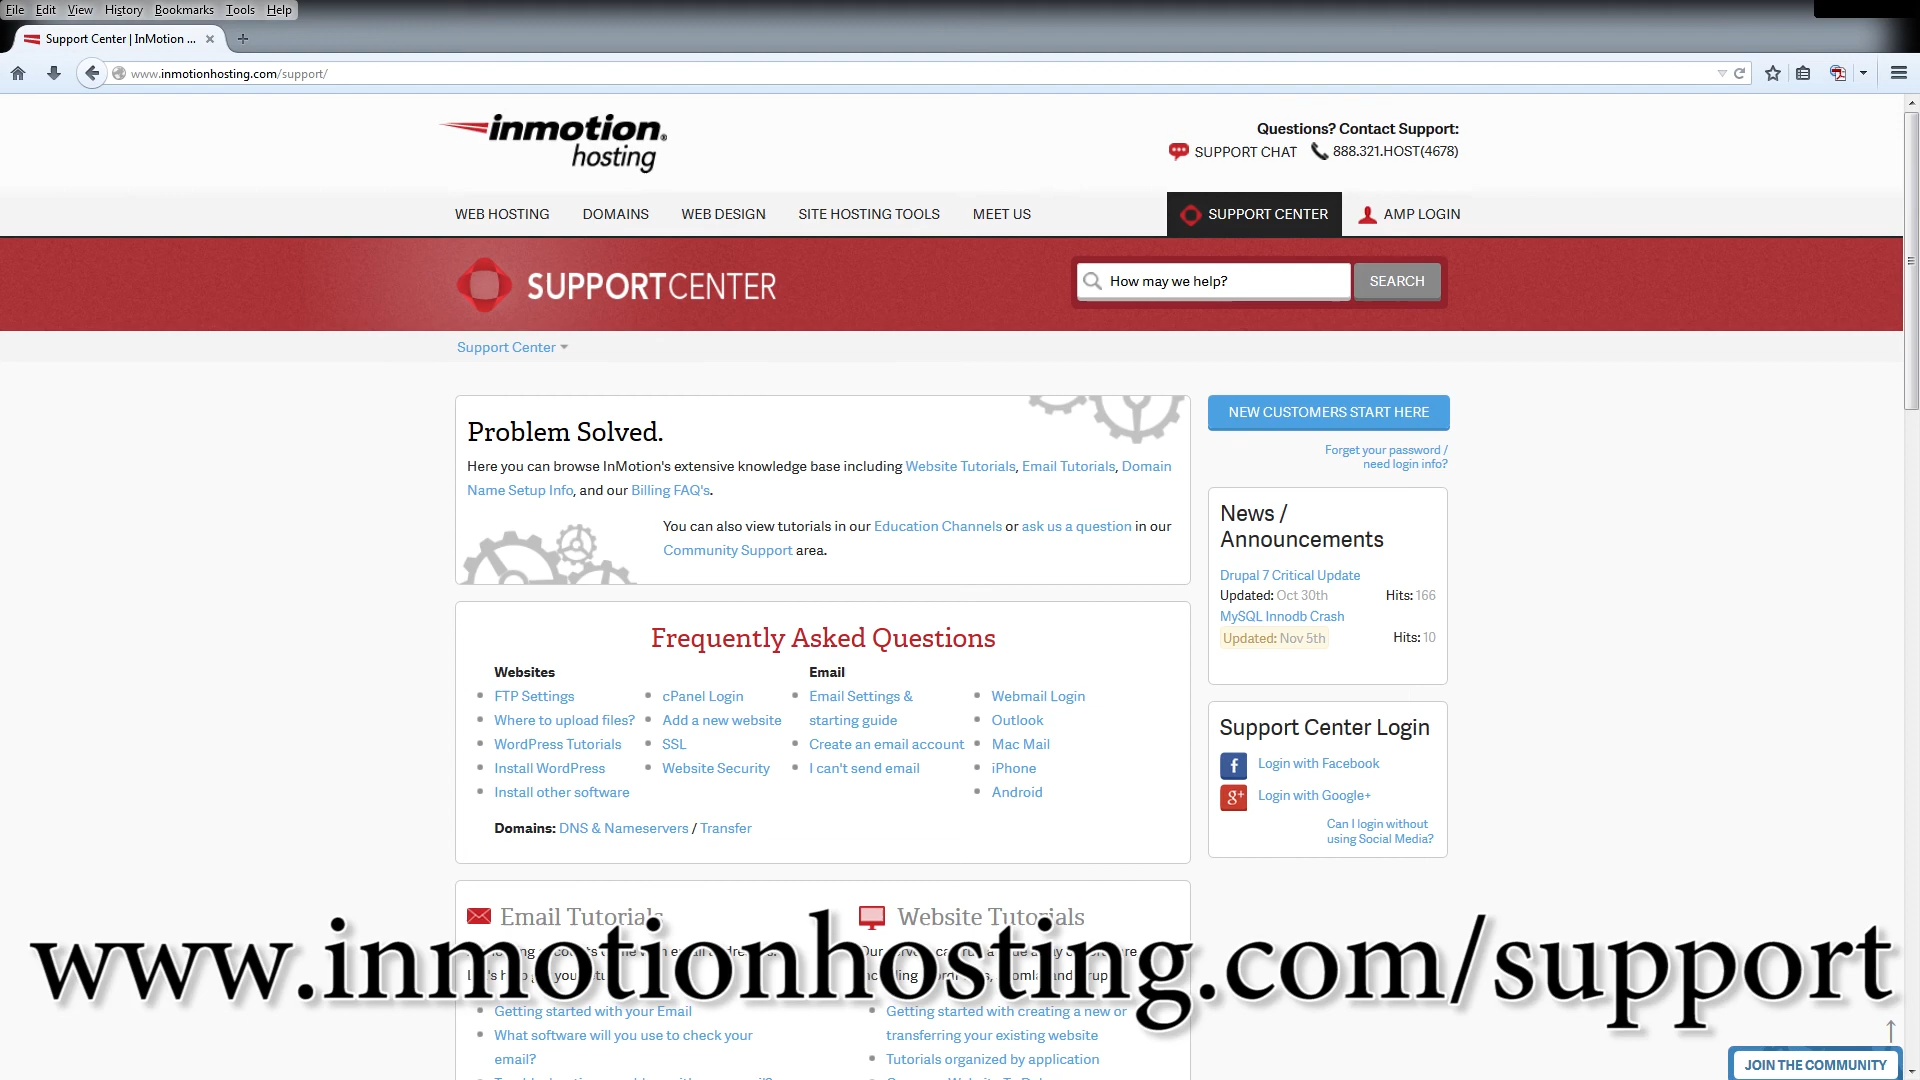 File Edit View History Bookmarks Tools Help
Support Center | InMotion ...
www.inmotionhosting.com/support/
inmotion® hosting
Questions? Contact Support:
SUPPORT CHAT 888.321.HOST(4678)
WEB HOSTING DOMAINS WEB DESIGN SITE HOSTING TOOLS MEET US SUPPORT CENTER AMP LOGIN
SUPPORTCENTER
How may we help? SEARCH
Support Center
Problem Solved.
Here you can browse InMotion's extensive knowledge base including Website Tutorials, Email Tutorials, Domain
Name Setup Info, and our Billing FAQ's.
You can also view tutorials in our Education Channels or ask us a question in our
Community Support area.
NEW CUSTOMERS START HERE
Forget your password /
need login info?
News /
Announcements
Drupal 7 Critical Update
Updated: Oct 30th Hits: 166
MySQL Innodb Crash
Updated: Nov 5th Hits: 10
Frequently Asked Questions
Websites
FTP Settings
Where to upload files?
WordPress Tutorials
Install WordPress
Install other software
cPanel Login
Add a new website
SSL
Website Security
Email
Email Settings &
starting guide
Create an email account
I can't send email
Webmail Login
Outlook
Mac Mail
iPhone
Android
Domains: DNS & Nameservers / Transfer
Support Center Login
Login with Facebook
Login with Google+
Can I login without
using Social Media?
Email Tutorials
Getting started with your Email
What software will you use to check your
email?
Website Tutorials
Getting started with creating a new or
transferring your existing website
Tutorials organized by application
www.inmotionhosting.com/support
JOIN THE COMMUNITY